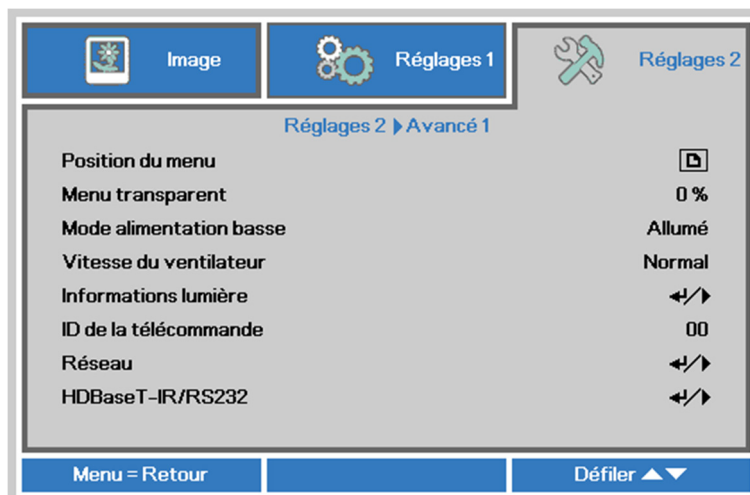 Image
Réglages 1
Réglages 2
Réglages 2 Avancé 1
Position du menu
Menu transparent 0 %
Mode alimentation basse Allumé
Vitesse du ventilateur Normal
Informations lumière
ID de la télécommande 00
Réseau
HDBaseT-IR/RS232
Menu = Retour
Défiler